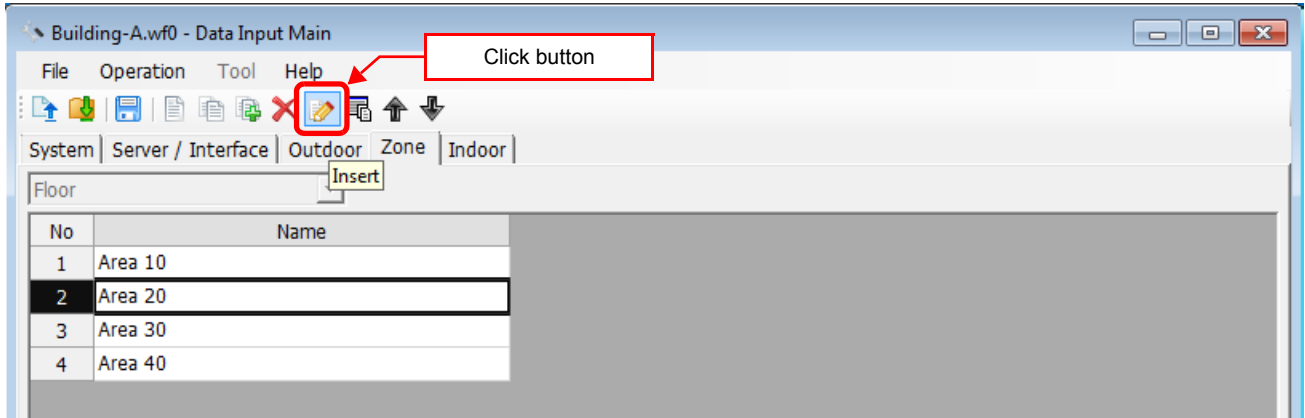 Building-A.wf0 - Data Input Main
Click button
File Operation Tool Help
System Server / Interface Outdoor Zone Indoor
Insert
Floor
No Name
1 Area 10
2 Area 20
3 Area 30
4 Area 40